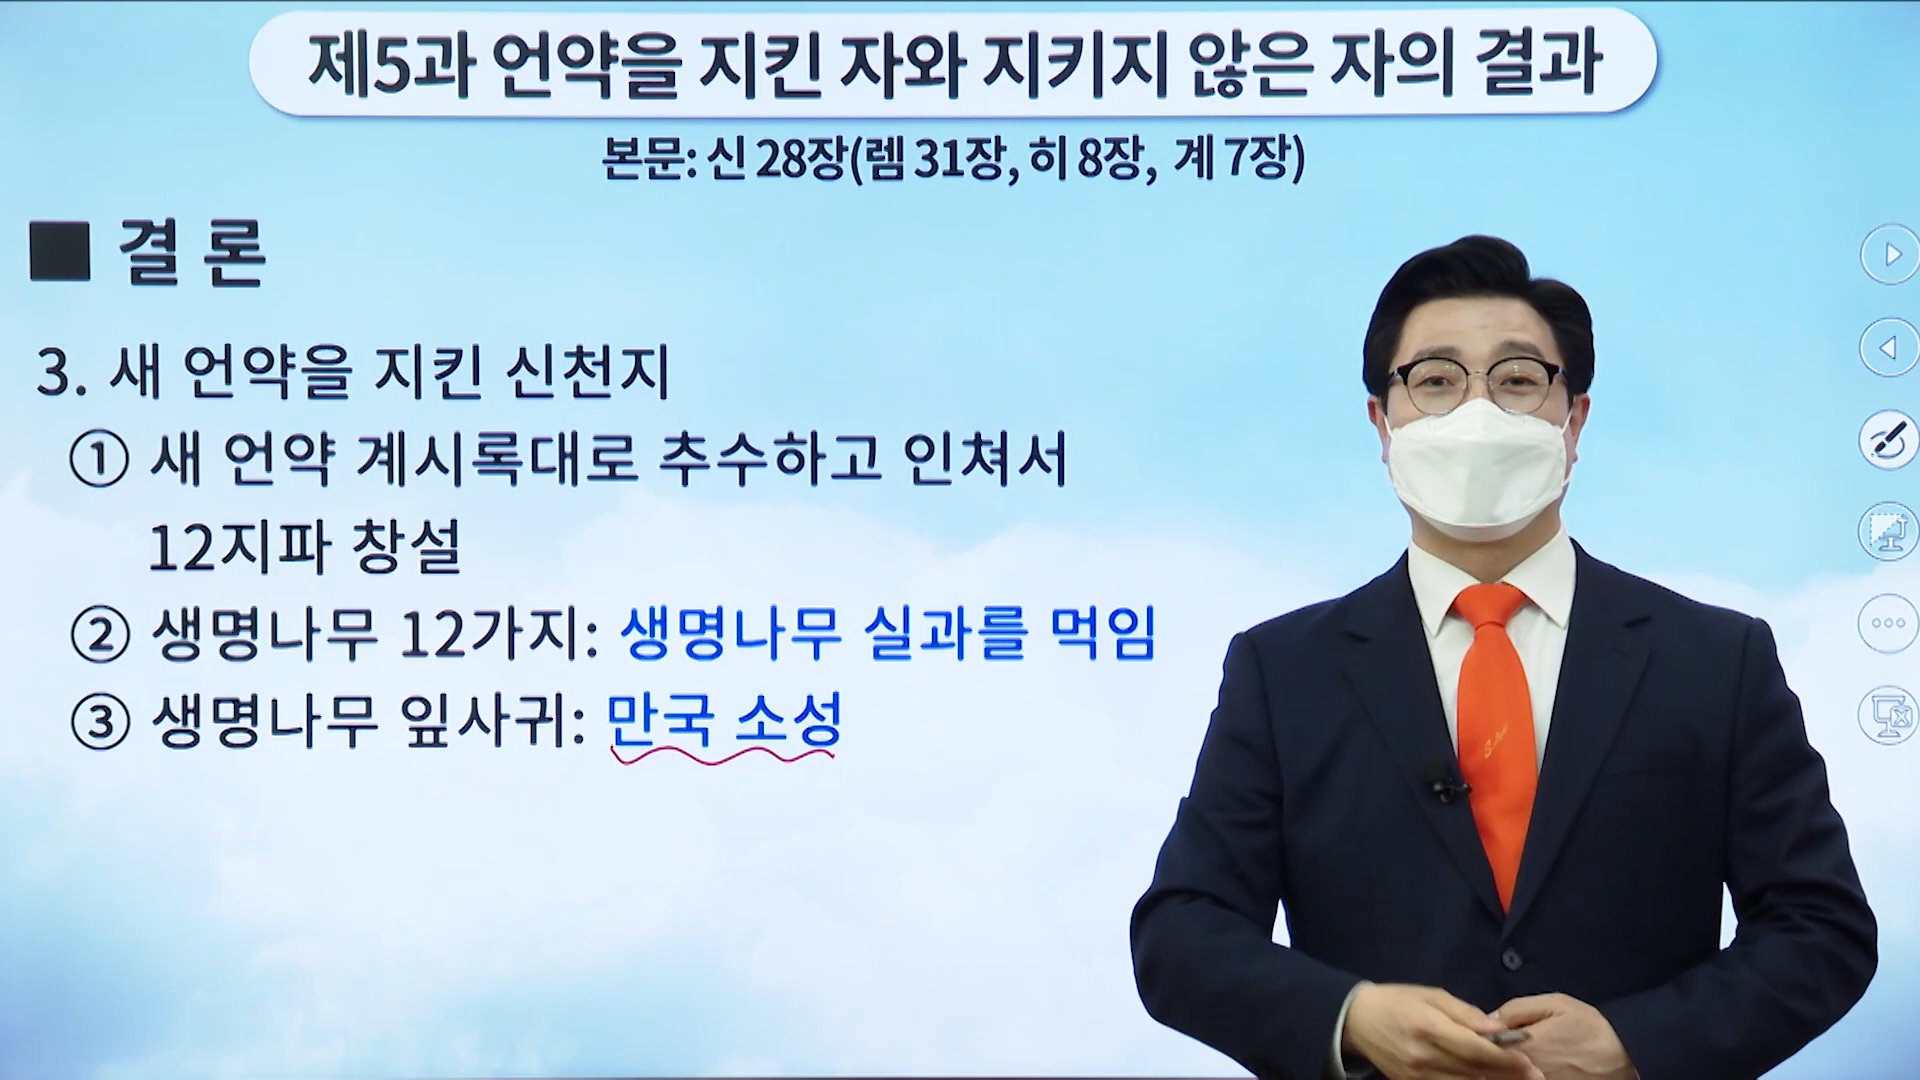 제5과 언약을 지킨 자와 지키지 않은 자의 결과
본문: 신 28장(렘 31장, 히 8장, 계 7장)
■ 결 론
3. 새 언약을 지킨 신천지
① 새 언약 계시록대로 추수하고 인쳐서
12지파 창설
② 생명나무 12가지: 생명나무 실과를 먹임
③ 생명나무 잎사귀: 만국 소성